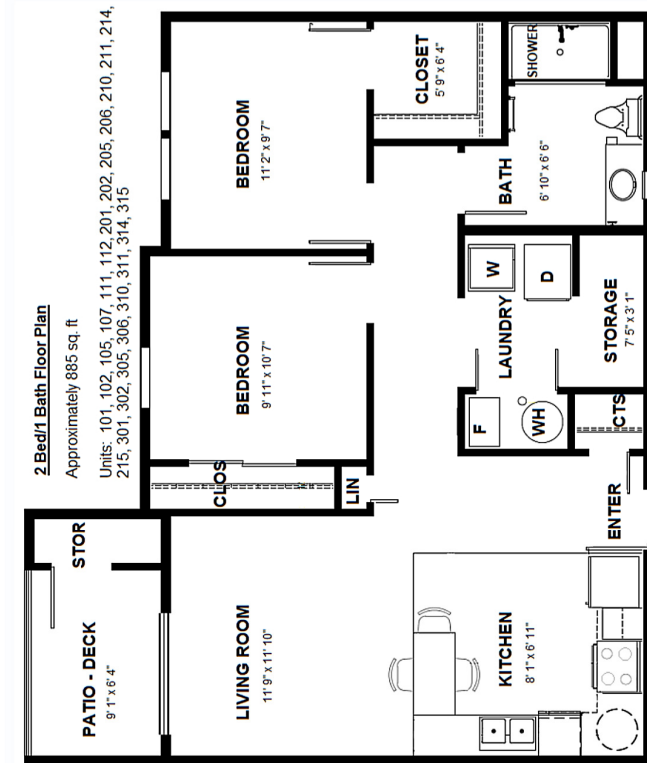 2 Bed/1 Bath Floor Plan
Approximately 885 sq. ft
Units: 101, 102, 105, 107, 111, 112, 201, 202, 205, 206, 210, 211, 214,
215, 301, 302, 305, 306, 310, 311, 314, 315
PATIO - DECK
9' 1" x 6' 4"
STOR
CLOS
BEDROOM
9' 11" x 10' 7"
BEDROOM
11' 2" x 9' 7"
LIVING ROOM
11' 9" x 11' 10"
LIN
CLOSET
5' 9" x 6' 4"
KITCHEN
8' 1" x 6' 11"
F
WH
LAUNDRY
W
D
BATH
6' 10" x 6' 6"
SHOWER
ENTER
CTS
STORAGE
7' 5" x 3' 1"